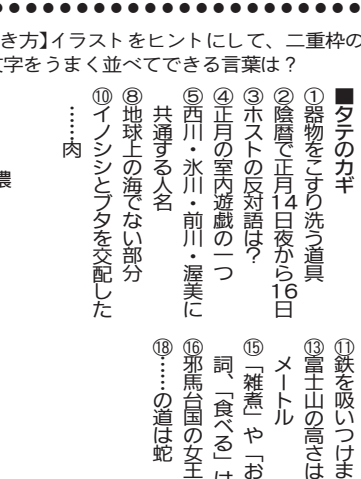 き方】イラストをヒントにして、二重枠の
文字をうまく並べてできる言葉は？
■タテのカギ
①器物をこすり洗う道具
②陰暦で正月14日夜から16日
③ホストの反対語は？
④正月の室内遊戯の一つ
⑤西川・氷川・前川・渥美に
共通する人名
⑧地球上の海でない部分
⑩イノシシとブタを交配した
……肉
⑪鉄を吸いつけま
⑬富士山の高さは
メートル
⑮「雑煮」や「お
詞、「食べる」は
⑯邪馬台国の女王
⑱……の道は蛇